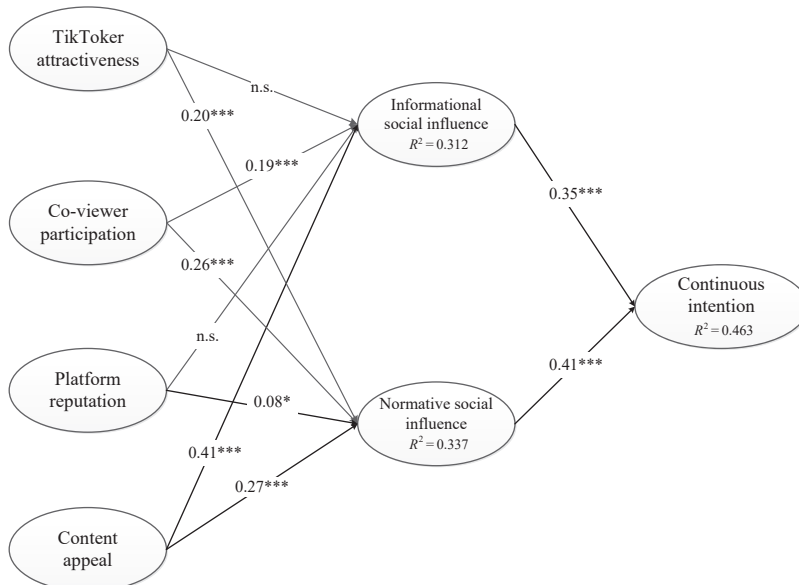 TikToker
attractiveness
n.s.
0.20***
Informational
social influence
R² = 0.312
0.19***
0.35***
Co-viewer
participation
0.26***
Continuous
intention
R² = 0.463
n.s.
Platform
reputation
0.08*
0.41***
Normative social
influence
R² = 0.337
0.41***
0.27***
Content
appeal